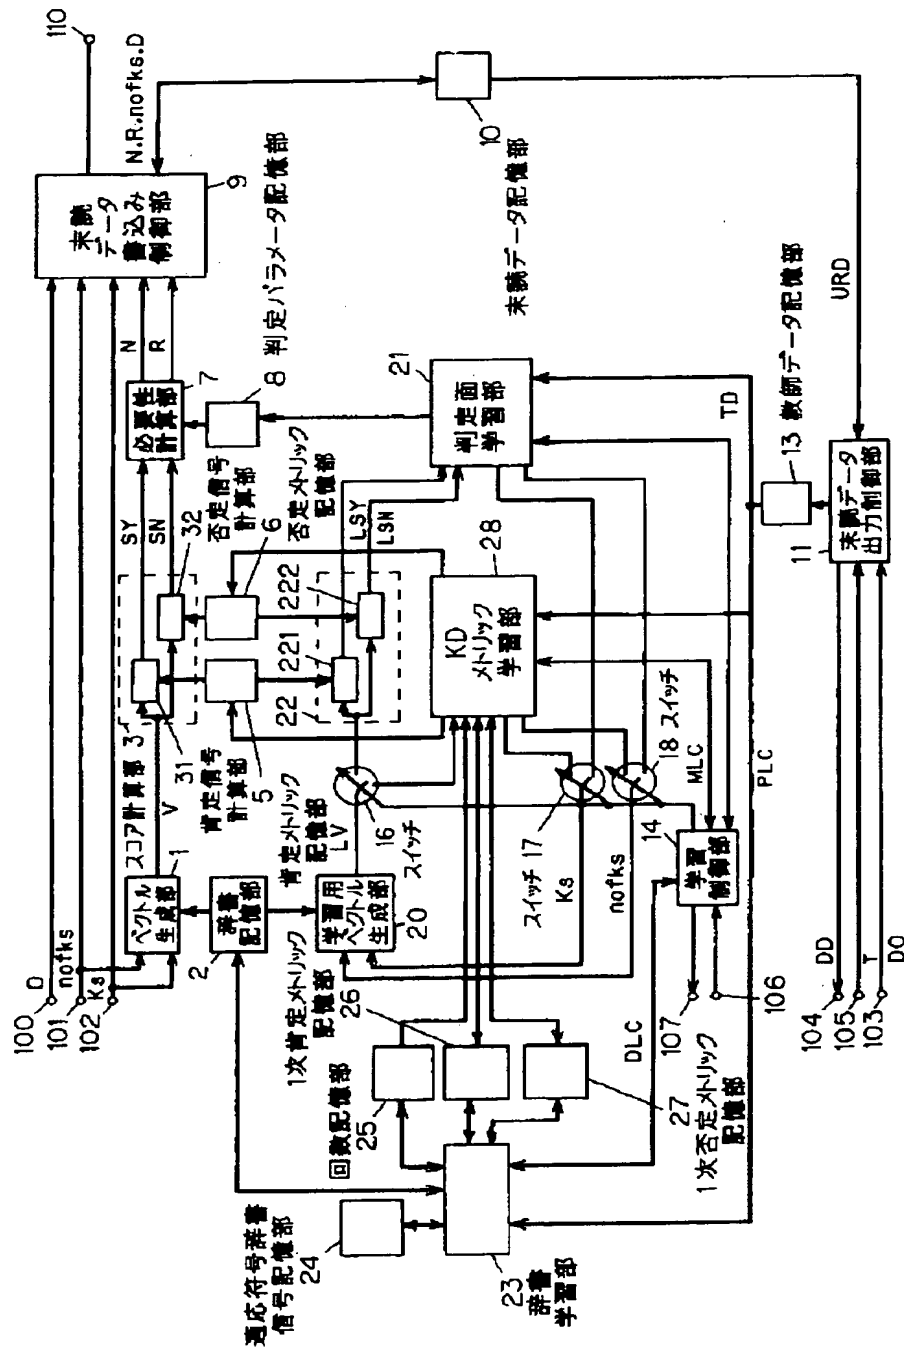 110
N.R.nofks.D
未読
データ
書込み
制御部
9
10
未読データ記憶部
100
D
101
nofks
102
Ks
N
R
必要性
計算部
7
8 判定パラメータ記憶部
SY
SN
32
否定信号
計算部
6
否定メトリック
記憶部
スコア計算部 3
31
肯定信号
計算部
5
肯定メトリック
記憶部
V
ベクトル
生成部
1
辞書
記憶部
2
学習用
ベクトル
生成部
20
LV
16
スイッチ
22
221
222
LSY
LSN
判定面
学習部
21
KD
メトリック
学習部
28
URD
TD
13 教師データ記憶部
未読データ
出力制御部
11
スイッチ 17
Ks
18 スイッチ
nofks
MLC
PLC
14
学習
制御部
DLC
107
106
DD
104
T
105
DO
103
1次肯定メトリック
記憶部
26
回数記憶部
25
27
1次否定メトリック
記憶部
適応符号辞書
信号記憶部
24
23
辞書
学習部